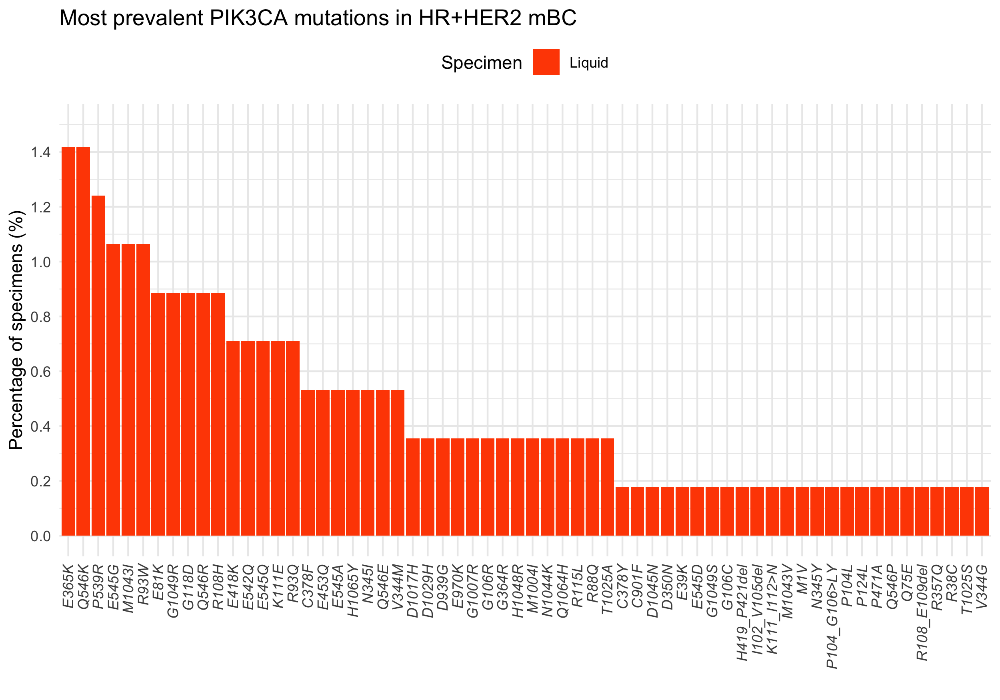 Most prevalent PIK3CA mutations in HR+HER2 mBC
Specimen Liquid
Percentage of specimens (%)
1.4
1.2
1.0
0.8
0.6
0.4
0.2
0.0
E365K
Q546K
P539R
E545G
M1043I
R93W
E81K
G1049R
G118D
Q546R
R108H
E418K
E542Q
E545Q
K111E
R93Q
C378F
E453Q
E545A
H1065Y
N345I
Q546E
V344M
D1017H
D1029H
D939G
E970K
G1007R
G106R
G364R
H1048R
M1004I
N1044K
Q1064H
R115L
R88Q
T1025A
C378Y
C901F
D1045N
D350N
E39K
E545D
G1049S
G106C
H419_P421del
I102_V105del
K111_I112>N
M1043V
M1V
N345Y
P104_G106>LY
P104L
P124L
P471A
Q546P
Q75E
R108_E109del
R357Q
R38C
T1025S
V344G